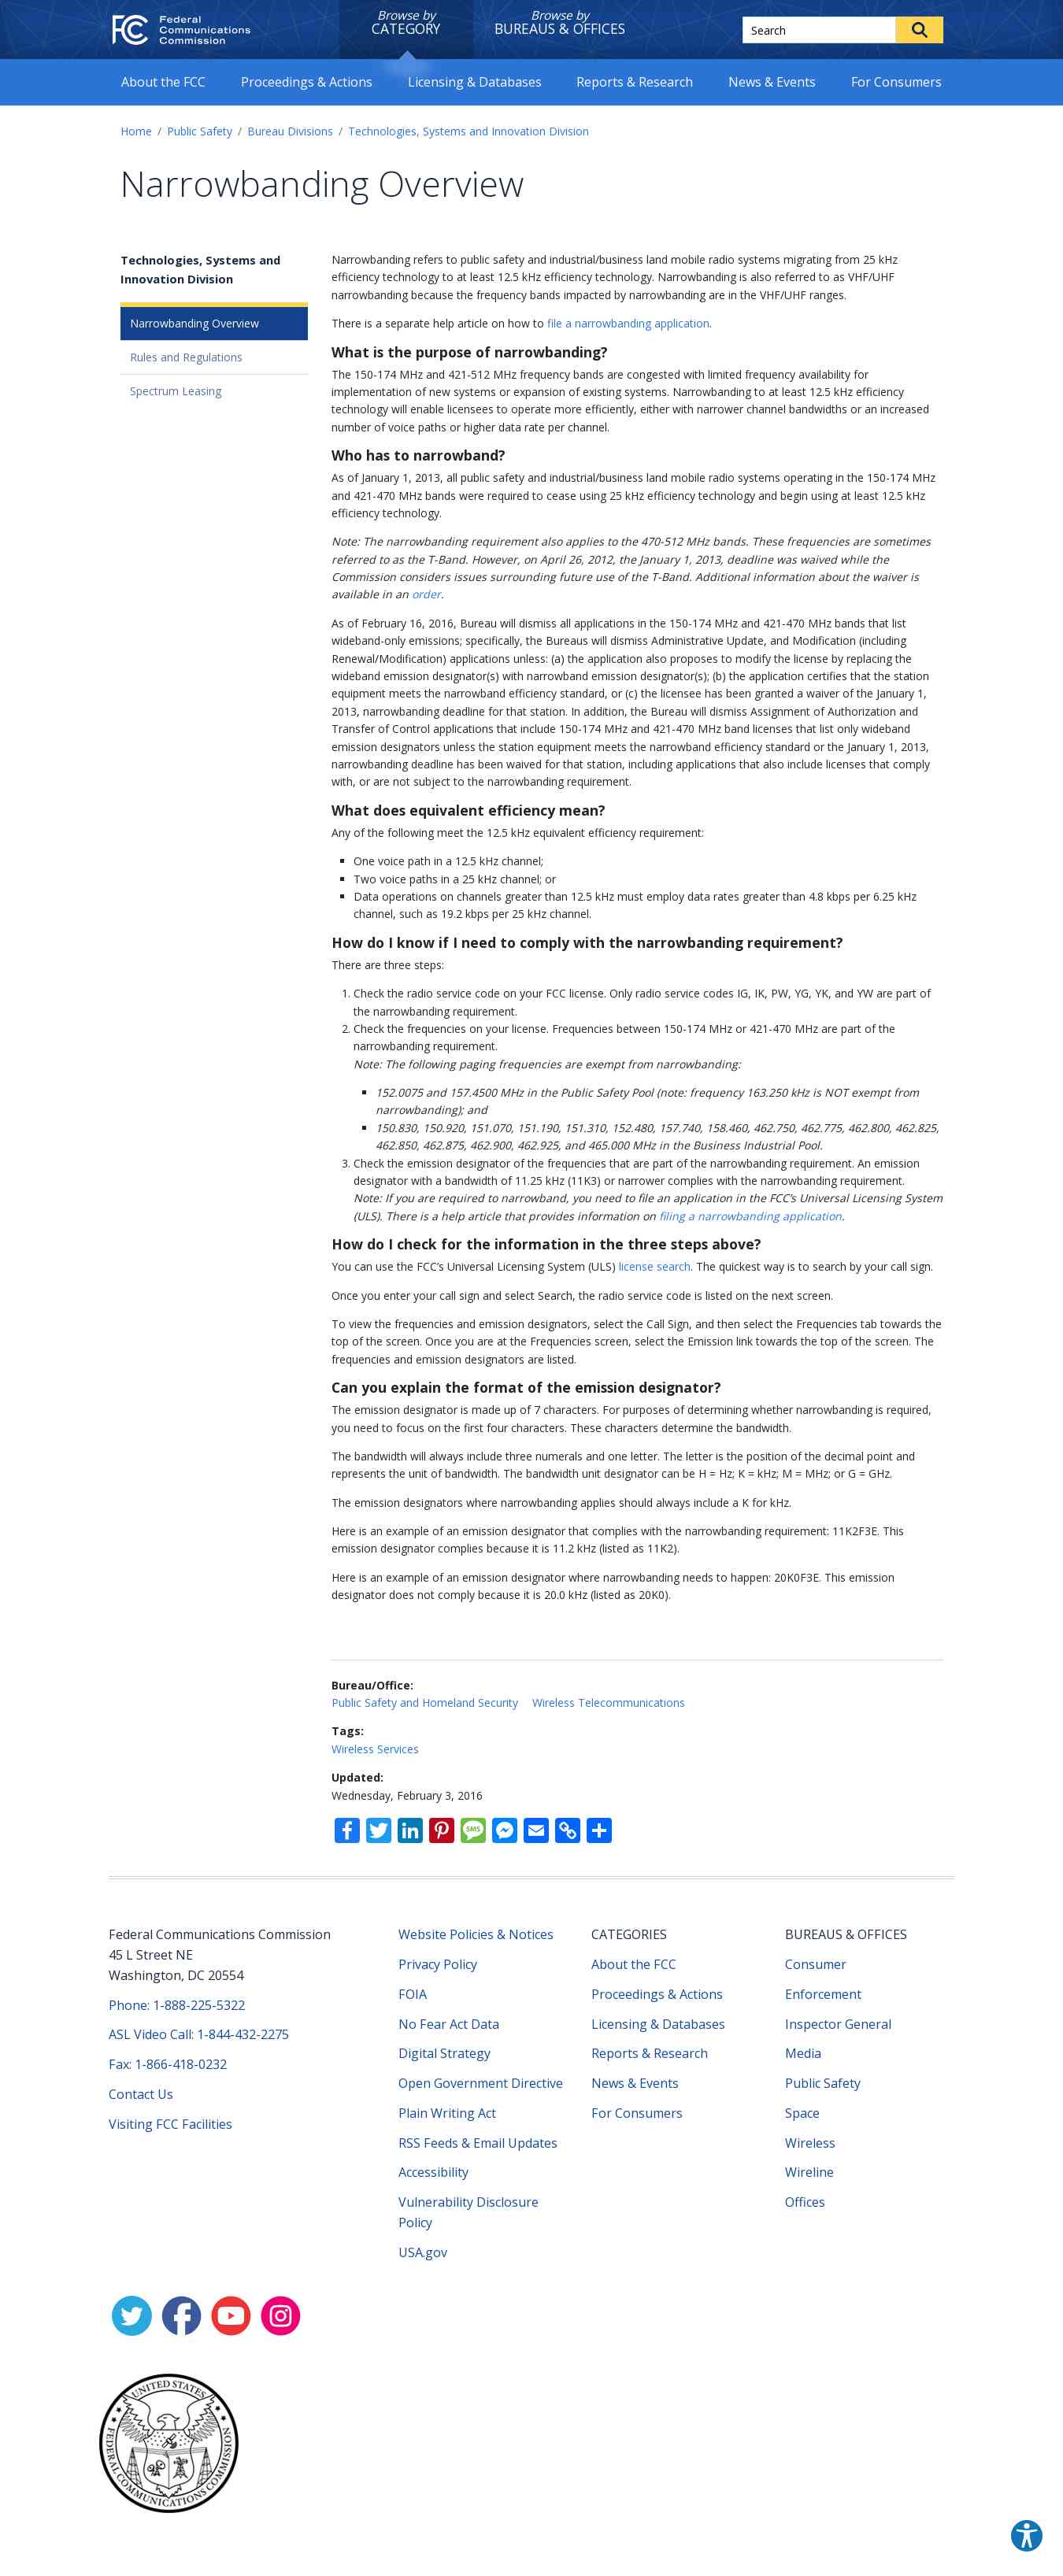 Federal
Communications
Commission
Browse by
CATEGORY
Browse by
BUREAUS & OFFICES
Search
About the FCC
Proceedings & Actions
Licensing & Databases
Reports & Research
News & Events
For Consumers
Home / Public Safety / Bureau Divisions / Technologies, Systems and Innovation Division
Narrowbanding Overview
Technologies, Systems and
Innovation Division
Narrowbanding Overview
Rules and Regulations
Spectrum Leasing
Narrowbanding refers to public safety and industrial/business land mobile radio systems migrating from 25 kHz
efficiency technology to at least 12.5 kHz efficiency technology. Narrowbanding is also referred to as VHF/UHF
narrowbanding because the frequency bands impacted by narrowbanding are in the VHF/UHF ranges.
There is a separate help article on how to file a narrowbanding application.
What is the purpose of narrowbanding?
The 150-174 MHz and 421-512 MHz frequency bands are congested with limited frequency availability for
implementation of new systems or expansion of existing systems. Narrowbanding to at least 12.5 kHz efficiency
technology will enable licensees to operate more efficiently, either with narrower channel bandwidths or an increased
number of voice paths or higher data rate per channel.
Who has to narrowband?
As of January 1, 2013, all public safety and industrial/business land mobile radio systems operating in the 150-174 MHz
and 421-470 MHz bands were required to cease using 25 kHz efficiency technology and begin using at least 12.5 kHz
efficiency technology.
Note: The narrowbanding requirement also applies to the 470-512 MHz bands. These frequencies are sometimes
referred to as the T-Band. However, on April 26, 2012, the January 1, 2013, deadline was waived while the
Commission considers issues surrounding future use of the T-Band. Additional information about the waiver is
available in an order.
As of February 16, 2016, Bureau will dismiss all applications in the 150-174 MHz and 421-470 MHz bands that list
wideband-only emissions; specifically, the Bureaus will dismiss Administrative Update, and Modification (including
Renewal/Modification) applications unless: (a) the application also proposes to modify the license by replacing the
wideband emission designator(s) with narrowband emission designator(s); (b) the application certifies that the station
equipment meets the narrowband efficiency standard, or (c) the licensee has been granted a waiver of the January 1,
2013, narrowbanding deadline for that station. In addition, the Bureau will dismiss Assignment of Authorization and
Transfer of Control applications that include 150-174 MHz and 421-470 MHz band licenses that list only wideband
emission designators unless the station equipment meets the narrowband efficiency standard or the January 1, 2013,
narrowbanding deadline has been waived for that station, including applications that also include licenses that comply
with, or are not subject to the narrowbanding requirement.
What does equivalent efficiency mean?
Any of the following meet the 12.5 kHz equivalent efficiency requirement:
▪ One voice path in a 12.5 kHz channel;
▪ Two voice paths in a 25 kHz channel; or
▪ Data operations on channels greater than 12.5 kHz must employ data rates greater than 4.8 kbps per 6.25 kHz
channel, such as 19.2 kbps per 25 kHz channel.
How do I know if I need to comply with the narrowbanding requirement?
There are three steps:
1. Check the radio service code on your FCC license. Only radio service codes IG, IK, PW, YG, YK, and YW are part of
the narrowbanding requirement.
2. Check the frequencies on your license. Frequencies between 150-174 MHz or 421-470 MHz are part of the
narrowbanding requirement.
Note: The following paging frequencies are exempt from narrowbanding:
▪ 152.0075 and 157.4500 MHz in the Public Safety Pool (note: frequency 163.250 kHz is NOT exempt from
narrowbanding); and
▪ 150.830, 150.920, 151.070, 151.190, 151.310, 152.480, 157.740, 158.460, 462.750, 462.775, 462.800, 462.825,
462.850, 462.875, 462.900, 462.925, and 465.000 MHz in the Business Industrial Pool.
3. Check the emission designator of the frequencies that are part of the narrowbanding requirement. An emission
designator with a bandwidth of 11.25 kHz (11K3) or narrower complies with the narrowbanding requirement.
Note: If you are required to narrowband, you need to file an application in the FCC's Universal Licensing System
(ULS). There is a help article that provides information on filing a narrowbanding application.
How do I check for the information in the three steps above?
You can use the FCC's Universal Licensing System (ULS) license search. The quickest way is to search by your call sign.
Once you enter your call sign and select Search, the radio service code is listed on the next screen.
To view the frequencies and emission designators, select the Call Sign, and then select the Frequencies tab towards the
top of the screen. Once you are at the Frequencies screen, select the Emission link towards the top of the screen. The
frequencies and emission designators are listed.
Can you explain the format of the emission designator?
The emission designator is made up of 7 characters. For purposes of determining whether narrowbanding is required,
you need to focus on the first four characters. These characters determine the bandwidth.
The bandwidth will always include three numerals and one letter. The letter is the position of the decimal point and
represents the unit of bandwidth. The bandwidth unit designator can be H = Hz; K = kHz; M = MHz; or G = GHz.
The emission designators where narrowbanding applies should always include a K for kHz.
Here is an example of an emission designator that complies with the narrowbanding requirement: 11K2F3E. This
emission designator complies because it is 11.2 kHz (listed as 11K2).
Here is an example of an emission designator where narrowbanding needs to happen: 20K0F3E. This emission
designator does not comply because it is 20.0 kHz (listed as 20K0).
Bureau/Office:
Public Safety and Homeland Security Wireless Telecommunications
Tags:
Wireless Services
Updated:
Wednesday, February 3, 2016
SMS
Federal Communications Commission
45 L Street NE
Washington, DC 20554
Phone: 1-888-225-5322
ASL Video Call: 1-844-432-2275
Fax: 1-866-418-0232
Contact Us
Visiting FCC Facilities
Website Policies & Notices
Privacy Policy
FOIA
No Fear Act Data
Digital Strategy
Open Government Directive
Plain Writing Act
RSS Feeds & Email Updates
Accessibility
Vulnerability Disclosure
Policy
USA.gov
CATEGORIES
About the FCC
Proceedings & Actions
Licensing & Databases
Reports & Research
News & Events
For Consumers
BUREAUS & OFFICES
Consumer
Enforcement
Inspector General
Media
Public Safety
Space
Wireless
Wireline
Offices
UNITED STATES
FEDERAL COMMUNICATIONS COMMISSION